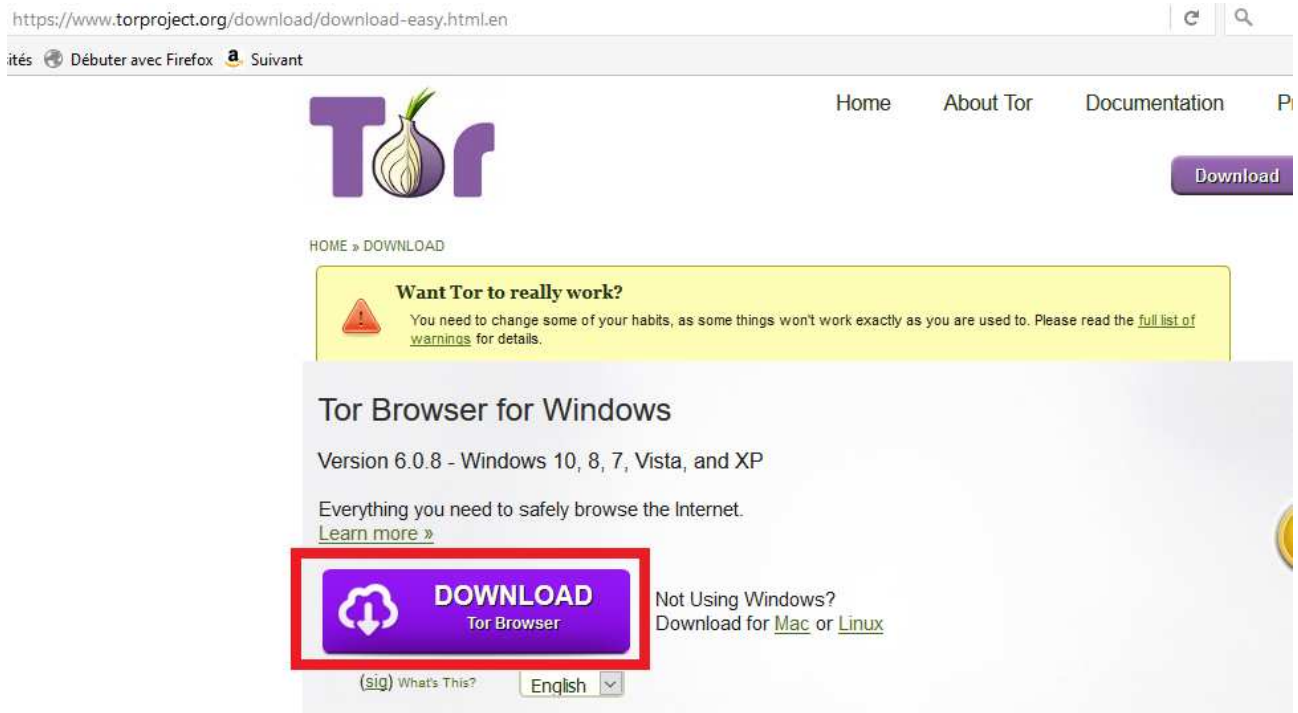 https://www.torproject.org/download/download-easy.html.en
ités Débuter avec Firefox a Suivant
Tor
Home About Tor Documentation
Download
HOME » DOWNLOAD
Want Tor to really work?
You need to change some of your habits, as some things won't work exactly as you are used to. Please read the full list of
warnings for details.
Tor Browser for Windows
Version 6.0.8 - Windows 10, 8, 7, Vista, and XP
Everything you need to safely browse the Internet.
Learn more »
DOWNLOAD
Tor Browser
Not Using Windows?
Download for Mac or Linux
(sig) What's This?
English